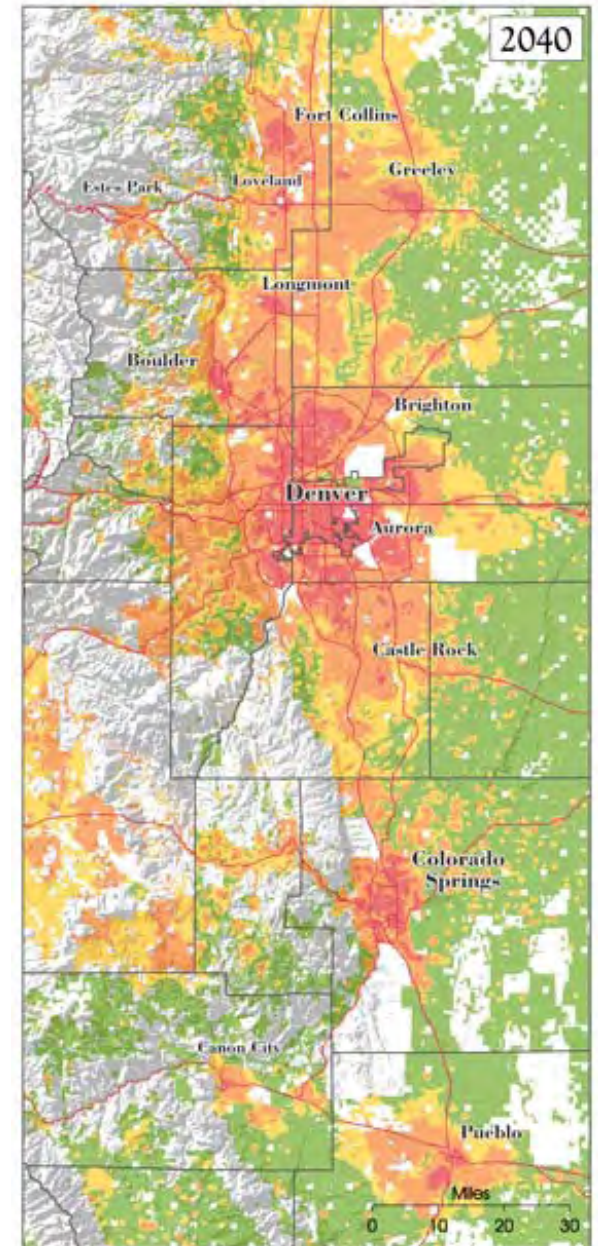 2040
Fort Collins
Estes Park
Loveland
Greeley
Longmont
Boulder
Brighton
Denver
Aurora
Castle Rock
Colorado
Springs
Canon City
Pueblo
Miles
0 10 20 30